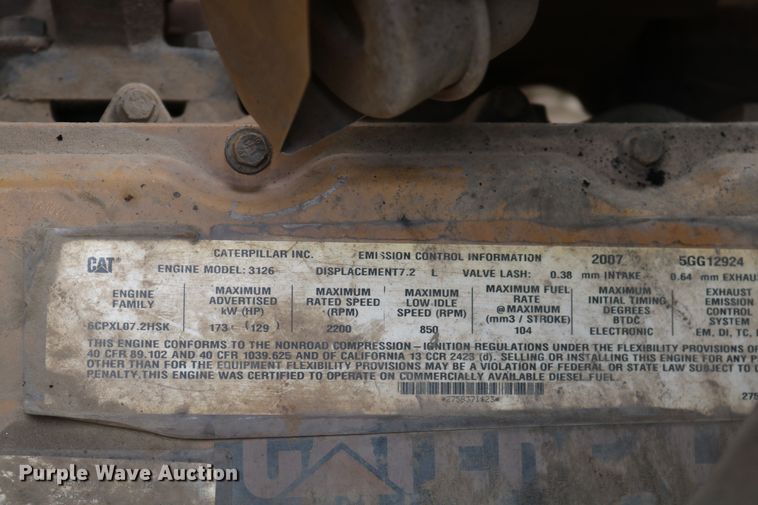 CAT CATERPILLAR INC. EMISSION CONTROL INFORMATION 2007 5GG12924
ENGINE MODEL: 3126 DISPLACEMENT7.2 L VALVE LASH: 0.38 mm INTAKE 0.64 mm EXHAUS
ENGINE FAMILY
6CPXL07.2HSK
MAXIMUM ADVERTISED kW (HP)
173 (129)
MAXIMUM RATED SPEED (RPM)
2200
MAXIMUM LOW-IDLE SPEED (RPM)
850
MAXIMUM FUEL RATE @MAXIMUM (mm3 / STROKE)
104
MAXIMUM INITIAL TIMING DEGREES BTDC
ELECTRONIC
EXHAUST EMISSION CONTROL SYSTEM
EM, DI, TC,
THIS ENGINE CONFORMS TO THE NONROAD COMPRESSION - IGNITION REGULATIONS UNDER THE FLEXIBILITY PROVISIONS OF
40 CFR 89.102 AND 40 CFR 1039.625 AND OF CALIFORNIA 13 CCR 2423 (d). SELLING OR INSTALLING THIS ENGINE FOR ANY P
OTHER THAN FOR THE EQUIPMENT FLEXIBILITY PROVISIONS MAY BE A VIOLATION OF FEDERAL OR STATE LAW SUBJECT TO
PENALTY. THIS ENGINE WAS CERTIFIED TO OPERATE ON COMMERCIALLY AVAILABLE DIESEL FUEL.
275
Purple Wave Auction